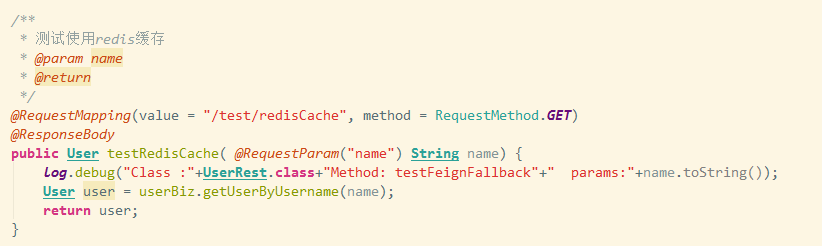 /**
 * 测试使用redis缓存
 * @param name
 * @return
 */
@RequestMapping(value = "/test/redisCache", method = RequestMethod.GET)
@ResponseBody
public User testRedisCache( @RequestParam("name") String name) {
    log.debug("Class :"+UserRest.class+"Method: testFeignFallback"+"  params:"+name.toString());
    User user = userBiz.getUserByUsername(name);
    return user;
}